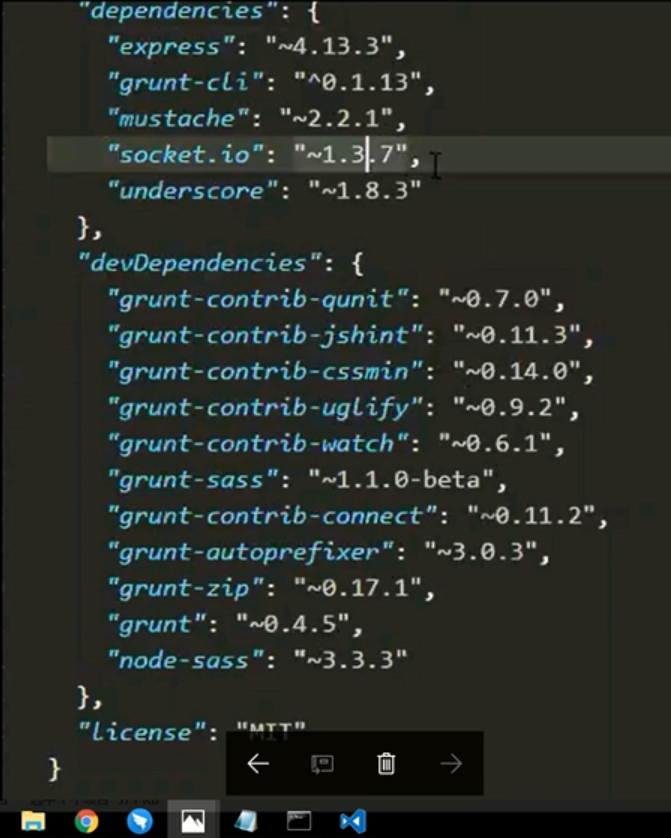 "dependencies": {
"express": "~4.13.3",
"grunt-cli": "^0.1.13",
"mustache": "~2.2.1",
"socket.io": "~1.3.7",
"underscore": "~1.8.3"
},
"devDependencies": {
"grunt-contrib-qunit": "~0.7.0",
"grunt-contrib-jshint": "~0.11.3",
"grunt-contrib-cssmin": "~0.14.0",
"grunt-contrib-uglify": "~0.9.2",
"grunt-contrib-watch": "~0.6.1",
"grunt-sass": "~1.1.0-beta",
"grunt-contrib-connect": "~0.11.2",
"grunt-autoprefixer": "~3.0.3",
"grunt-zip": "~0.17.1",
"grunt": "~0.4.5",
"node-sass": "~3.3.3"
},
"license": "MIT"
}